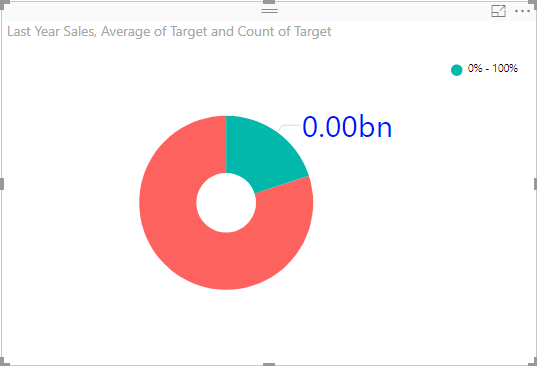 Last Year Sales, Average of Target and Count of Target
0% - 100%
0.00bn